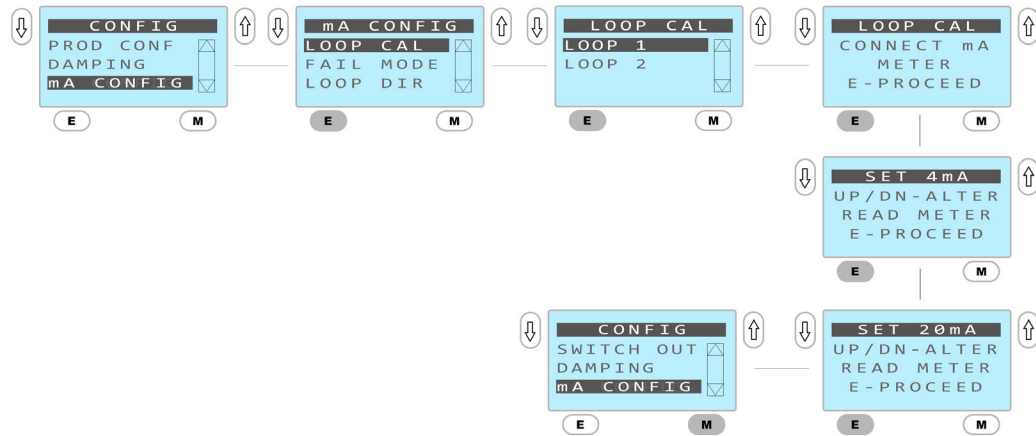 CONFIG
PROD CONF
DAMPING
mA CONFIG
E M
mA CONFIG
LOOP CAL
FAIL MODE
LOOP DIR
E M
LOOP CAL
LOOP 1
LOOP 2
E M
LOOP CAL
CONNECT mA
METER
E-PROCEED
E M
SET 4mA
UP/DN-ALTER
READ METER
E-PROCEED
E M
CONFIG
SWITCH OUT
DAMPING
mA CONFIG
E M
SET 20mA
UP/DN-ALTER
READ METER
E-PROCEED
E M